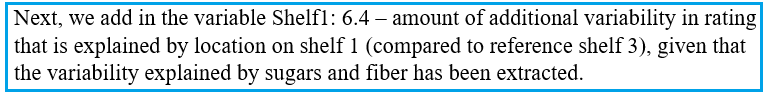 Next, we add in the variable Shelf1: 6.4 – amount of additional variability in rating
that is explained by location on shelf 1 (compared to reference shelf 3), given that
the variability explained by sugars and fiber has been extracted.